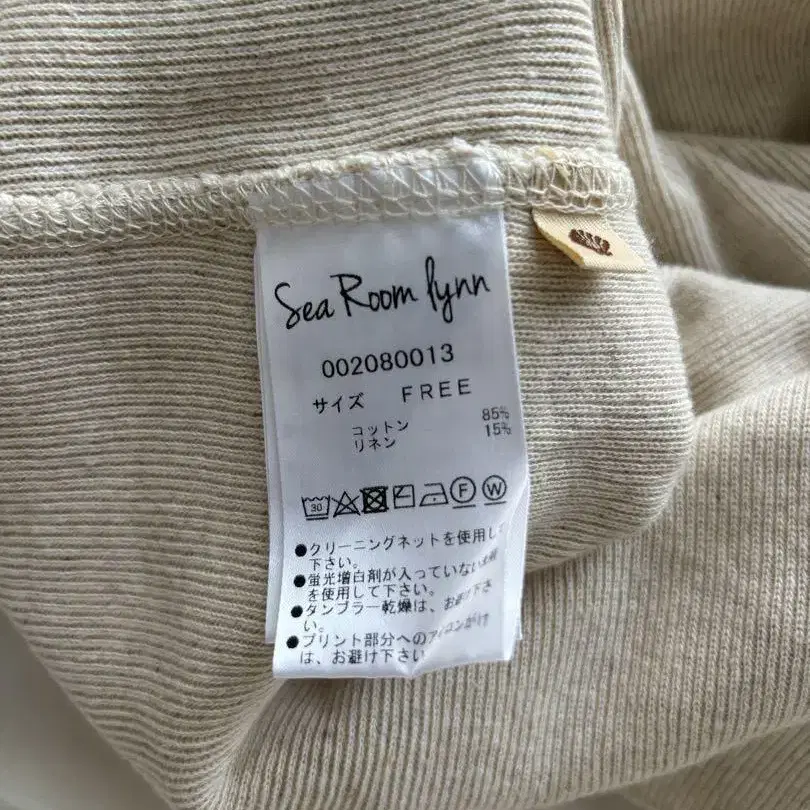 Sea Room lynn
002080013
サイズ FREE
コットン 85%
リネン 15%
30 F W
●クリーニングネットを使用し
下さい。
●蛍光増白剤が入っていない
を使用して下さい。
●タンブラー乾燥は、お避け下さ
い。
●プリント部分へのアイロンがけ
は、お避け下さい